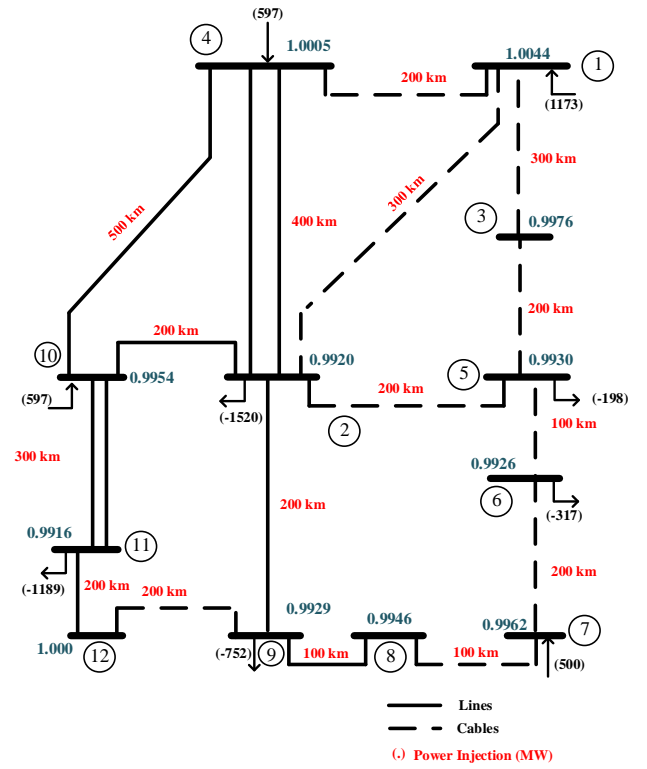 (597)
4
1.0005
1.0044
1
200 km
(1173)
300 km
300 km
500 km
3
0.9976
400 km
200 km
200 km
10
0.9954
0.9920
0.9930
5
(597)
(-1520)
2
200 km
(-198)
100 km
300 km
0.9926
6
(-317)
200 km
0.9916
11
(-1189)
200 km
200 km
200 km
0.9929
0.9946
0.9962
7
1.000
12
(-752)
9
100 km
8
100 km
(500)
Lines
Cables
(.) Power Injection (MW)